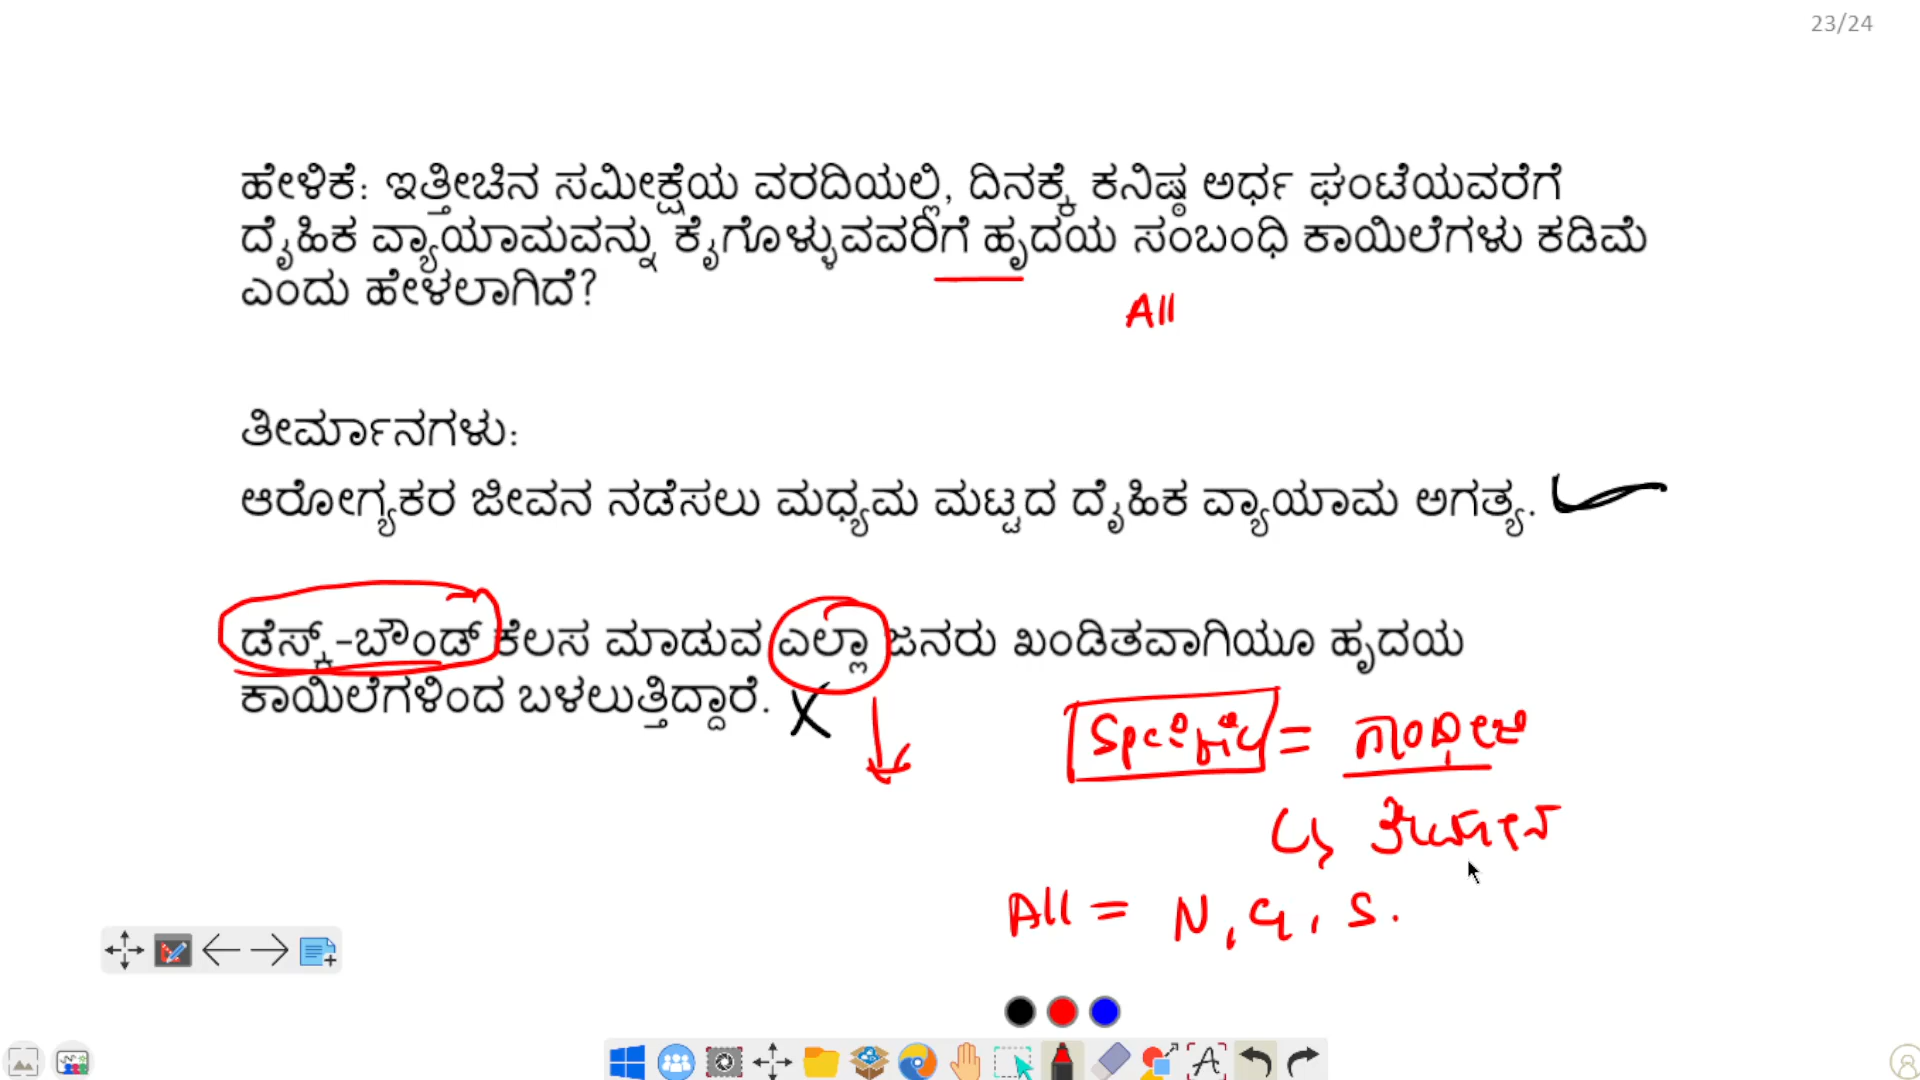 23/24
ಹೇಳಿಕೆ: ಇತ್ತೀಚಿನ ಸಮೀಕ್ಷೆಯ ವರದಿಯಲ್ಲಿ, ದಿನಕ್ಕೆ ಕನಿಷ್ಠ ಅರ್ಧ ಘಂಟೆಯವರೆಗೆ
ದೈಹಿಕ ವ್ಯಾಯಾಮವನ್ನು ಕೈಗೊಳ್ಳುವವರಿಗೆ ಹೃದಯ ಸಂಬಂಧಿ ಕಾಯಿಲೆಗಳು ಕಡಿಮೆ
ಎಂದು ಹೇಳಲಾಗಿದೆ?
All
ತೀರ್ಮಾನಗಳು:
ಆರೋಗ್ಯಕರ ಜೀವನ ನಡೆಸಲು ಮಧ್ಯಮ ಮಟ್ಟದ ದೈಹಿಕ ವ್ಯಾಯಾಮ ಅಗತ್ಯ.
ಡೆಸ್ಕ್-ಬೌಂಡ್ ಕೆಲಸ ಮಾಡುವ ಎಲ್ಲಾ ಜನರು ಖಂಡಿತವಾಗಿಯೂ ಹೃದಯ
ಕಾಯಿಲೆಗಳಿಂದ ಬಳಲುತ್ತಿದ್ದಾರೆ.
Specific =
All = N, G, S.